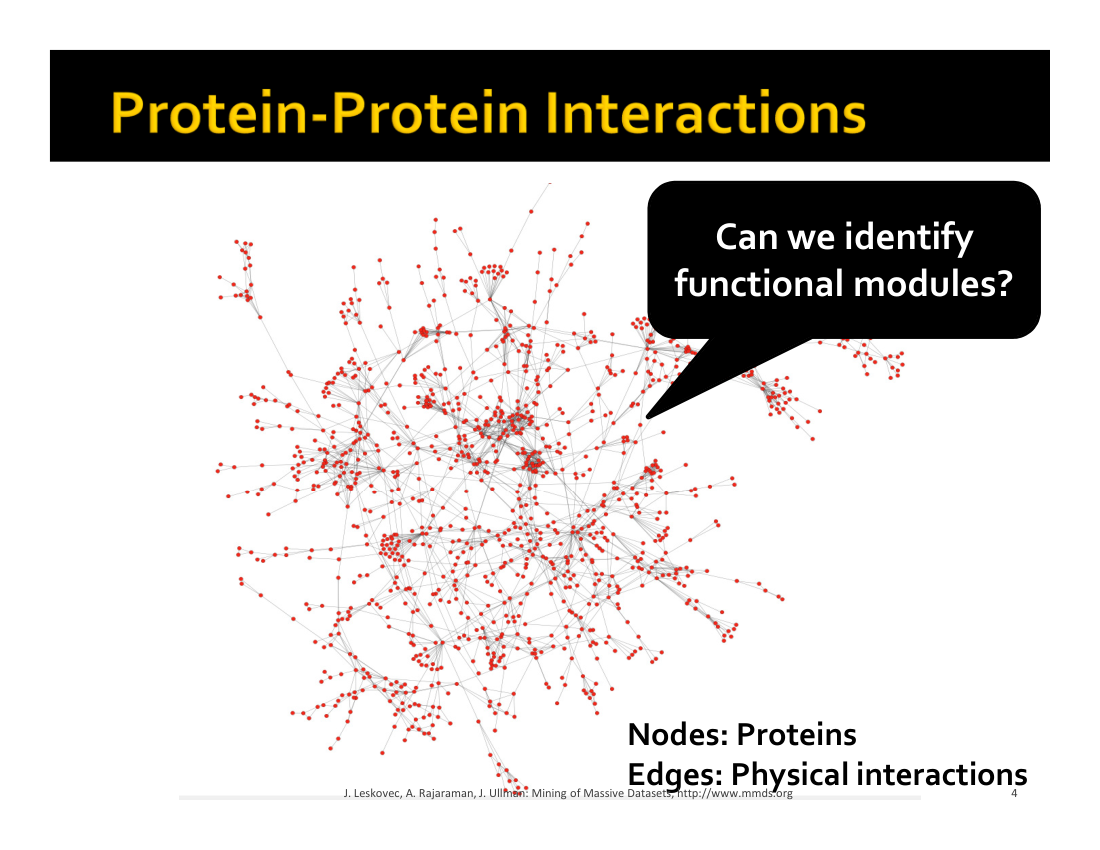 Protein-Protein Interactions
Can we identify
functional modules?
Nodes: Proteins
Edges: Physical interactions
J. Leskovec, A. Rajaraman, J. Ullman: Mining of Massive Datasets, http://www.mmds.org
4